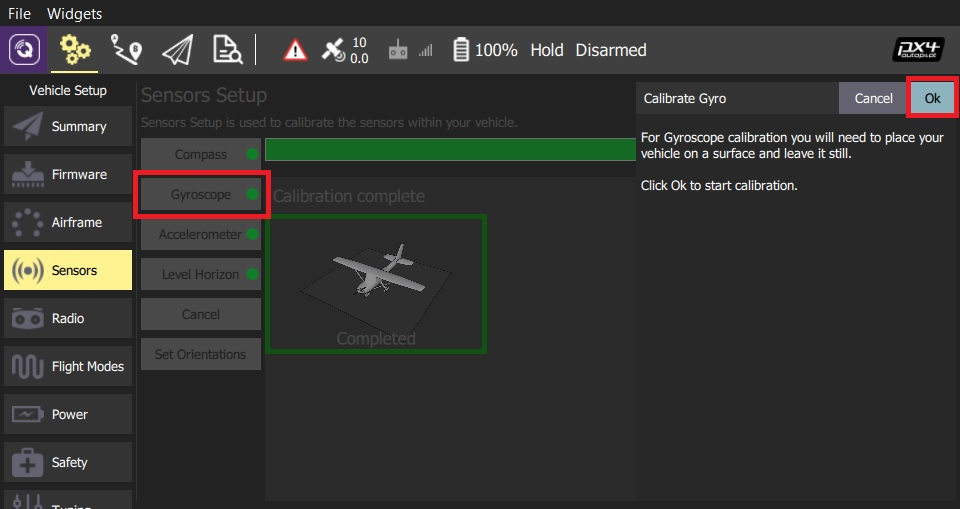 File Widgets
10
0.0
100% Hold Disarmed
px4
autopilot
Vehicle Setup
Summary
Firmware
Airframe
Sensors
Radio
Flight Modes
Power
Safety
Tuning
Sensors Setup
Sensors Setup is used to calibrate the sensors within your vehicle.
Compass
Gyroscope
Accelerometer
Level Horizon
Cancel
Set Orientations
Calibration complete
Completed
Calibrate Gyro
Cancel
Ok
For Gyroscope calibration you will need to place your
vehicle on a surface and leave it still.
Click Ok to start calibration.